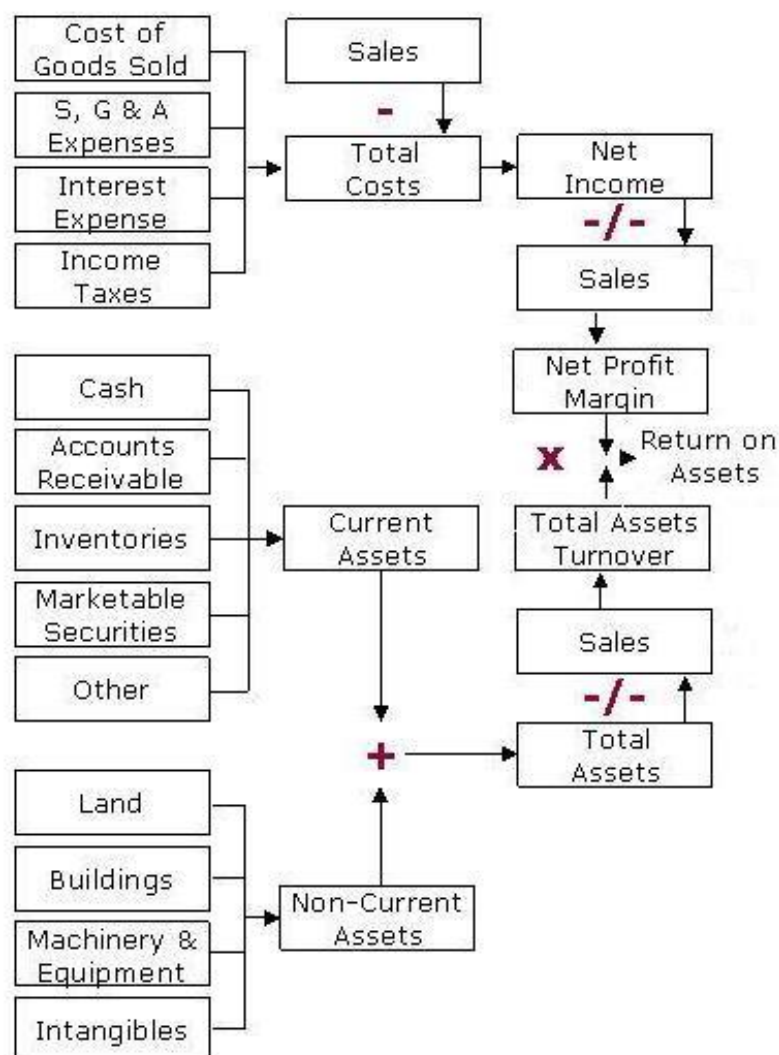 Cost of
Goods Sold
S, G & A
Expenses
Interest
Expense
Income
Taxes
Sales
-
Total
Costs
Net
Income
-/-
Sales
Net Profit
Margin
x
Return on
Assets
Cash
Accounts
Receivable
Inventories
Marketable
Securities
Other
Current
Assets
Total Assets
Turnover
Sales
-/-
Total
Assets
+
Land
Buildings
Machinery &
Equipment
Intangibles
Non-Current
Assets